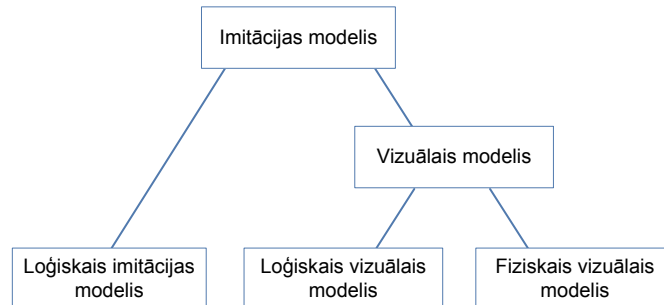 Imitācijas modelis
Vizuālais modelis
Loģiskais imitācijas
modelis
Loģiskais vizuālais
modelis
Fiziskais vizuālais
modelis